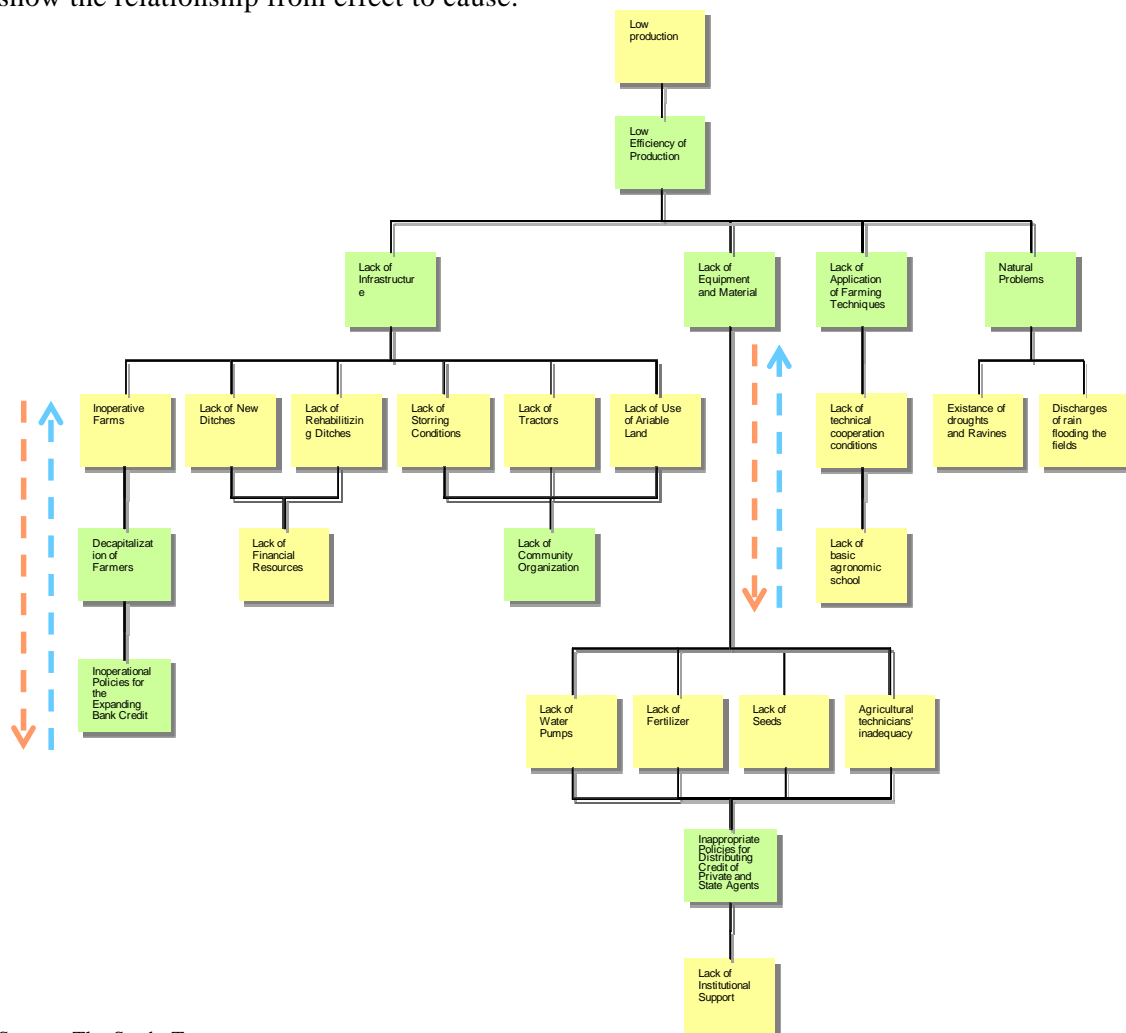 show the relationship from effect to cause.
Low
production
Low
Efficiency of
Production
Lack of
Infrastructur
e
Lack of
Equipment
and Material
Lack of
Application
of Farming
Techniques
Natural
Problems
Inoperative
Farms
Lack of New
Ditches
Lack of
Rehabilitizin
g Ditches
Lack of
Storring
Conditions
Lack of
Tractors
Lack of Use
of Ariable
Land
Lack of
technical
cooperation
conditions
Existance of
droughts
and Ravines
Discharges
of rain
flooding the
fields
Decapitalizat
ion of
Farmers
Lack of
Financial
Resources
Lack of
Community
Organization
Lack of
basic
agronomic
school
Inoperational
Policies for
the
Expanding
Bank Credit
Lack of
Water
Pumps
Lack of
Fertilizer
Lack of
Seeds
Agricultural
technicians'
inadequacy
Inappropriate
Policies for
Distributing
Credit of
Private and
State Agents
Lack of
Institutional
Support